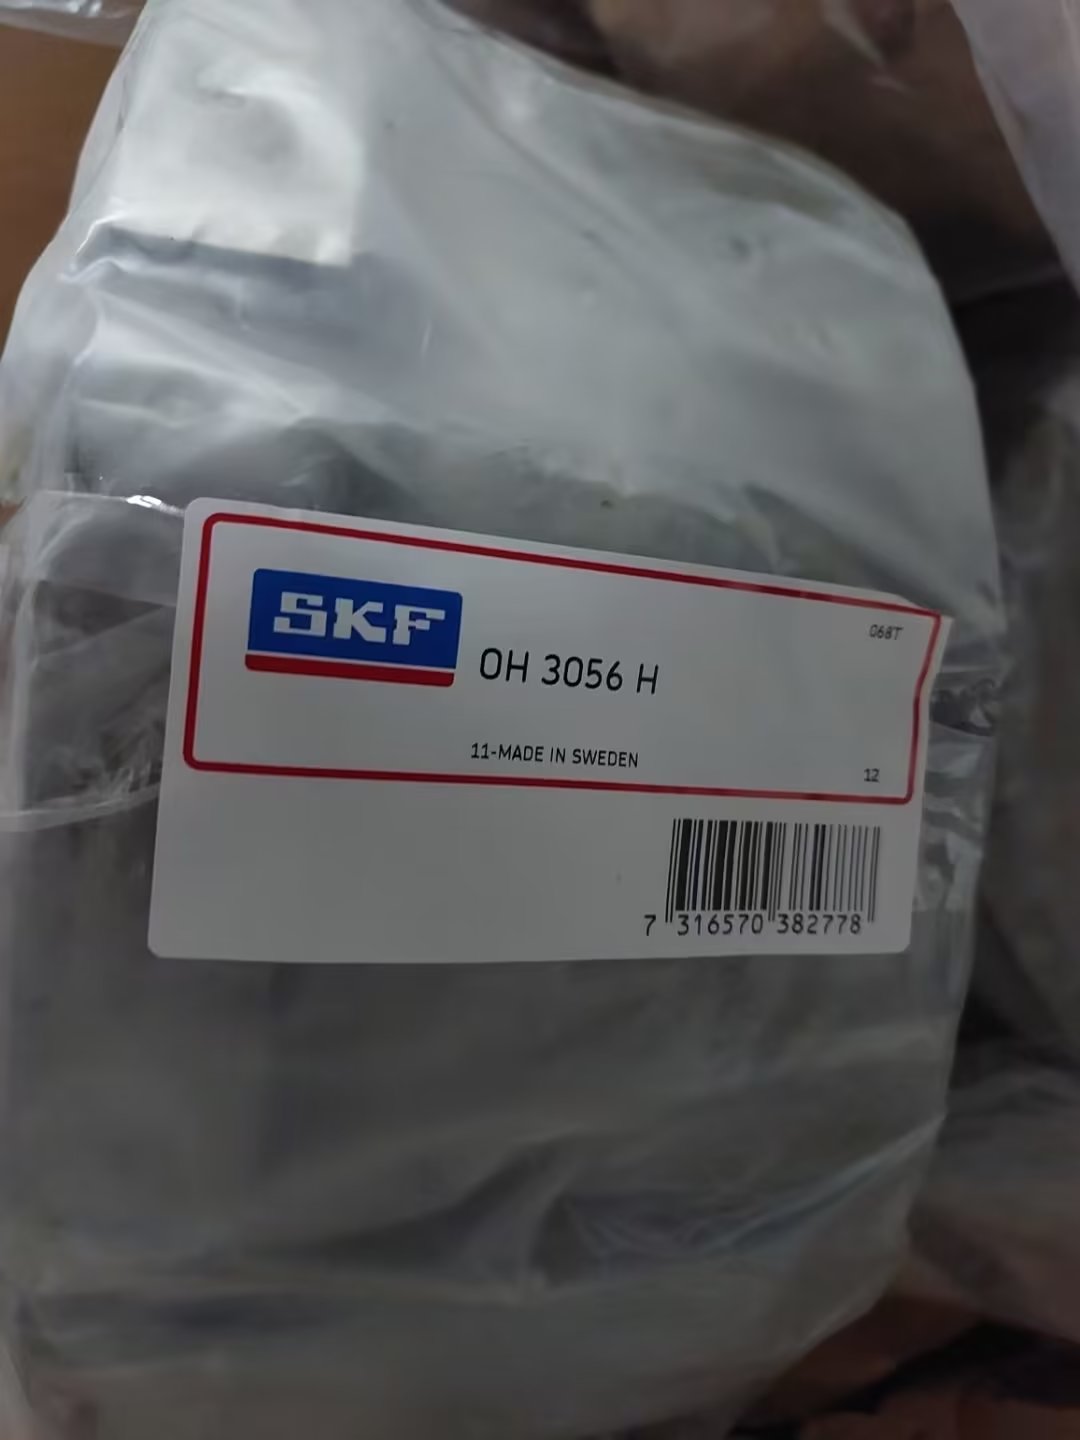 068T
SKF
OH 3056 H
11-MADE IN SWEDEN
12
7 316570 382778